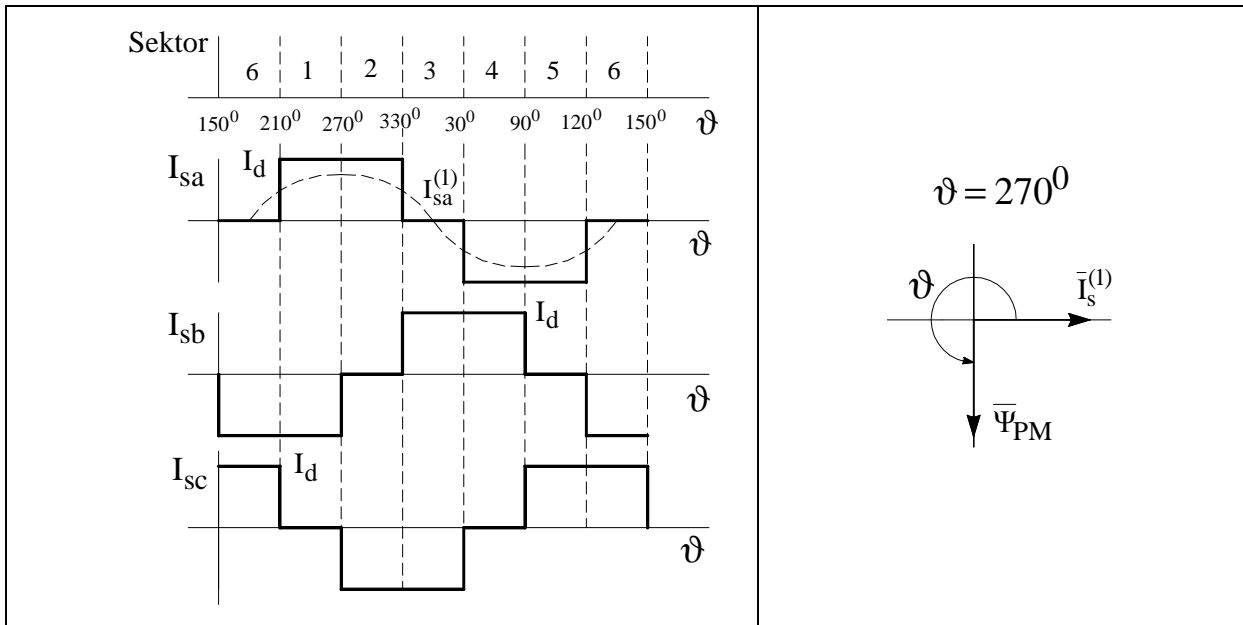 Sektor
6 1 2 3 4 5 6
150⁰ 210⁰ 270⁰ 330⁰ 30⁰ 90⁰ 120⁰ 150⁰ ϑ
I_sa I_d I_sa^(1)
ϑ
I_sb I_d
ϑ
I_sc I_d
ϑ
ϑ = 270⁰
ϑ Ī_s^(1)
Ψ̅_PM